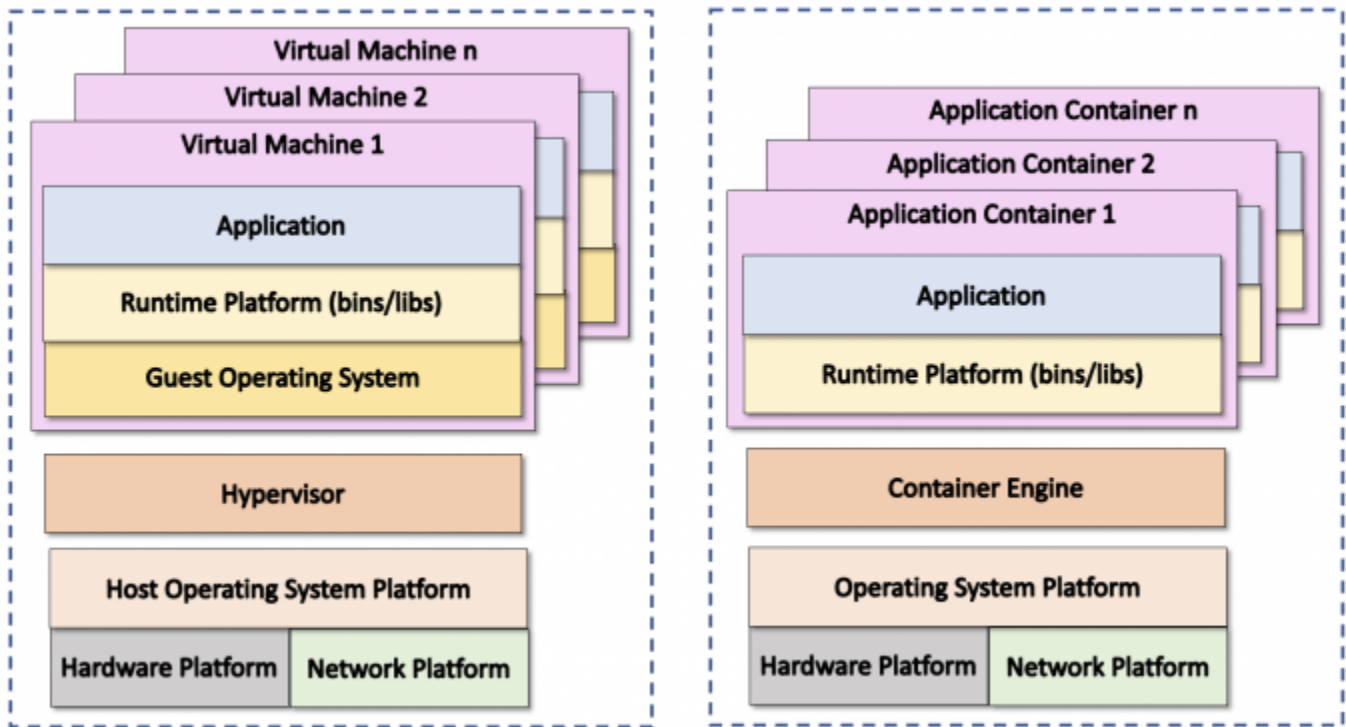 Virtual Machine n
Virtual Machine 2
Virtual Machine 1
Application
Runtime Platform (bins/libs)
Guest Operating System
Hypervisor
Host Operating System Platform
Hardware Platform
Network Platform
Application Container n
Application Container 2
Application Container 1
Application
Runtime Platform (bins/libs)
Container Engine
Operating System Platform
Hardware Platform
Network Platform